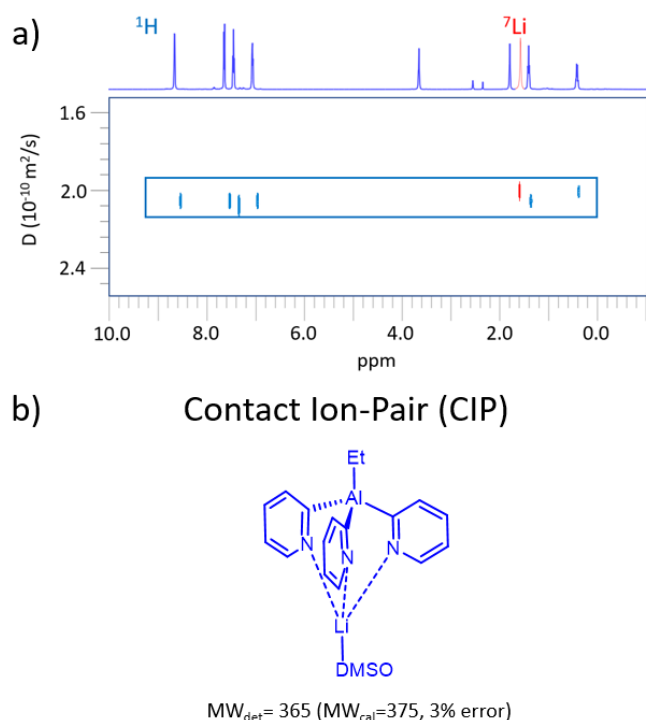 a)
¹H
⁷Li
1.6
2.0
2.4
D (10⁻¹⁰ m²/s)
10.0 8.0 6.0 4.0 2.0 0.0
ppm
b) Contact Ion-Pair (CIP)
Et
Al
N N N
Li
DMSO
MW_det= 365 (MW_cal=375, 3% error)